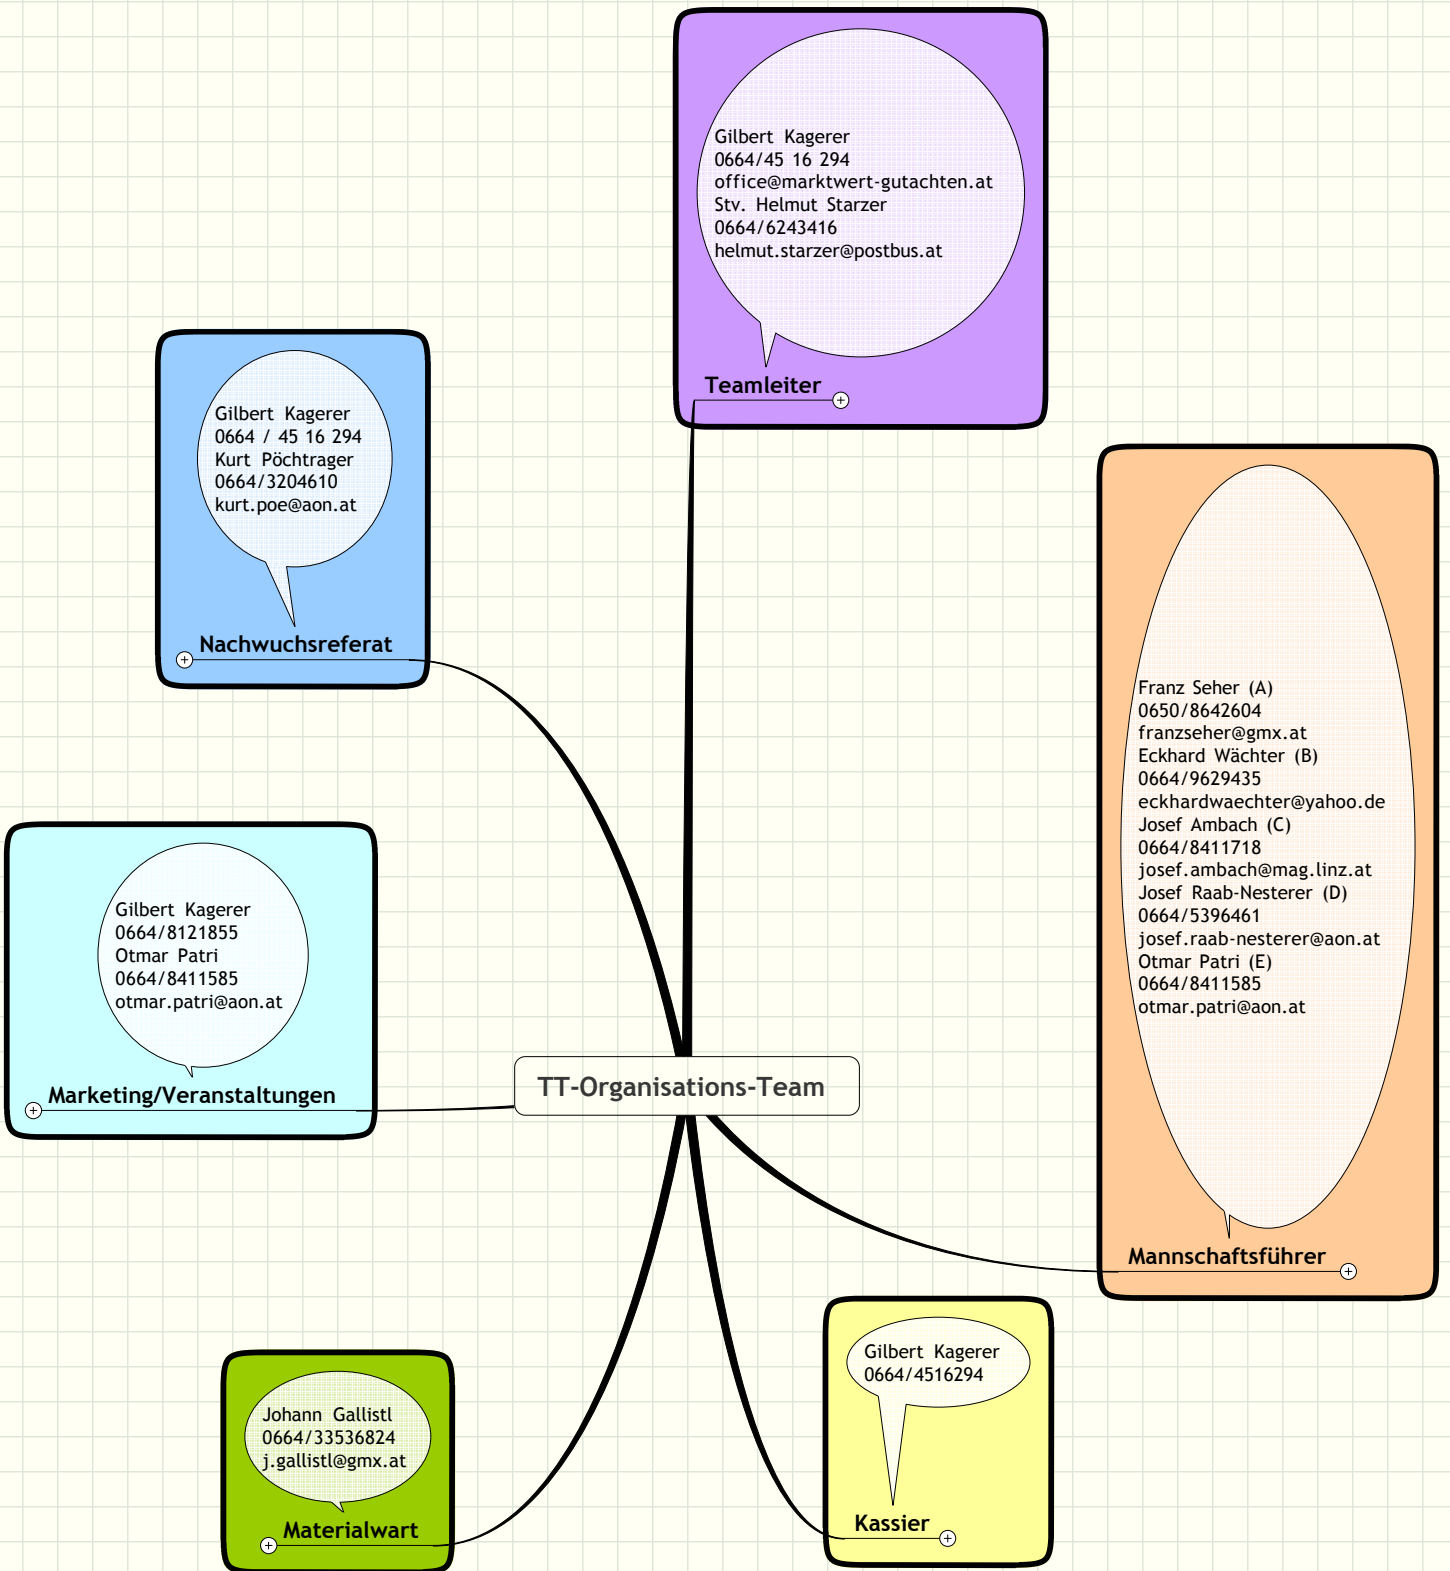 Gilbert Kagerer
0664/45 16 294
office@marktwert-gutachten.at
Stv. Helmut Starzer
0664/6243416
helmut.starzer@postbus.at
Teamleiter
Gilbert Kagerer
0664 / 45 16 294
Kurt Pöchtrager
0664/3204610
kurt.poe@aon.at
Nachwuchsreferat
Franz Seher (A)
0650/8642604
franzseher@gmx.at
Eckhard Wächter (B)
0664/9629435
eckhardwaechter@yahoo.de
Josef Ambach (C)
0664/8411718
josef.ambach@mag.linz.at
Josef Raab-Nesterer (D)
0664/5396461
josef.raab-nesterer@aon.at
Otmar Patri (E)
0664/8411585
otmar.patri@aon.at
Mannschaftsführer
Gilbert Kagerer
0664/8121855
Otmar Patri
0664/8411585
otmar.patri@aon.at
Marketing/Veranstaltungen
TT-Organisations-Team
Gilbert Kagerer
0664/4516294
Kassier
Johann Gallistl
0664/33536824
j.gallistl@gmx.at
Materialwart